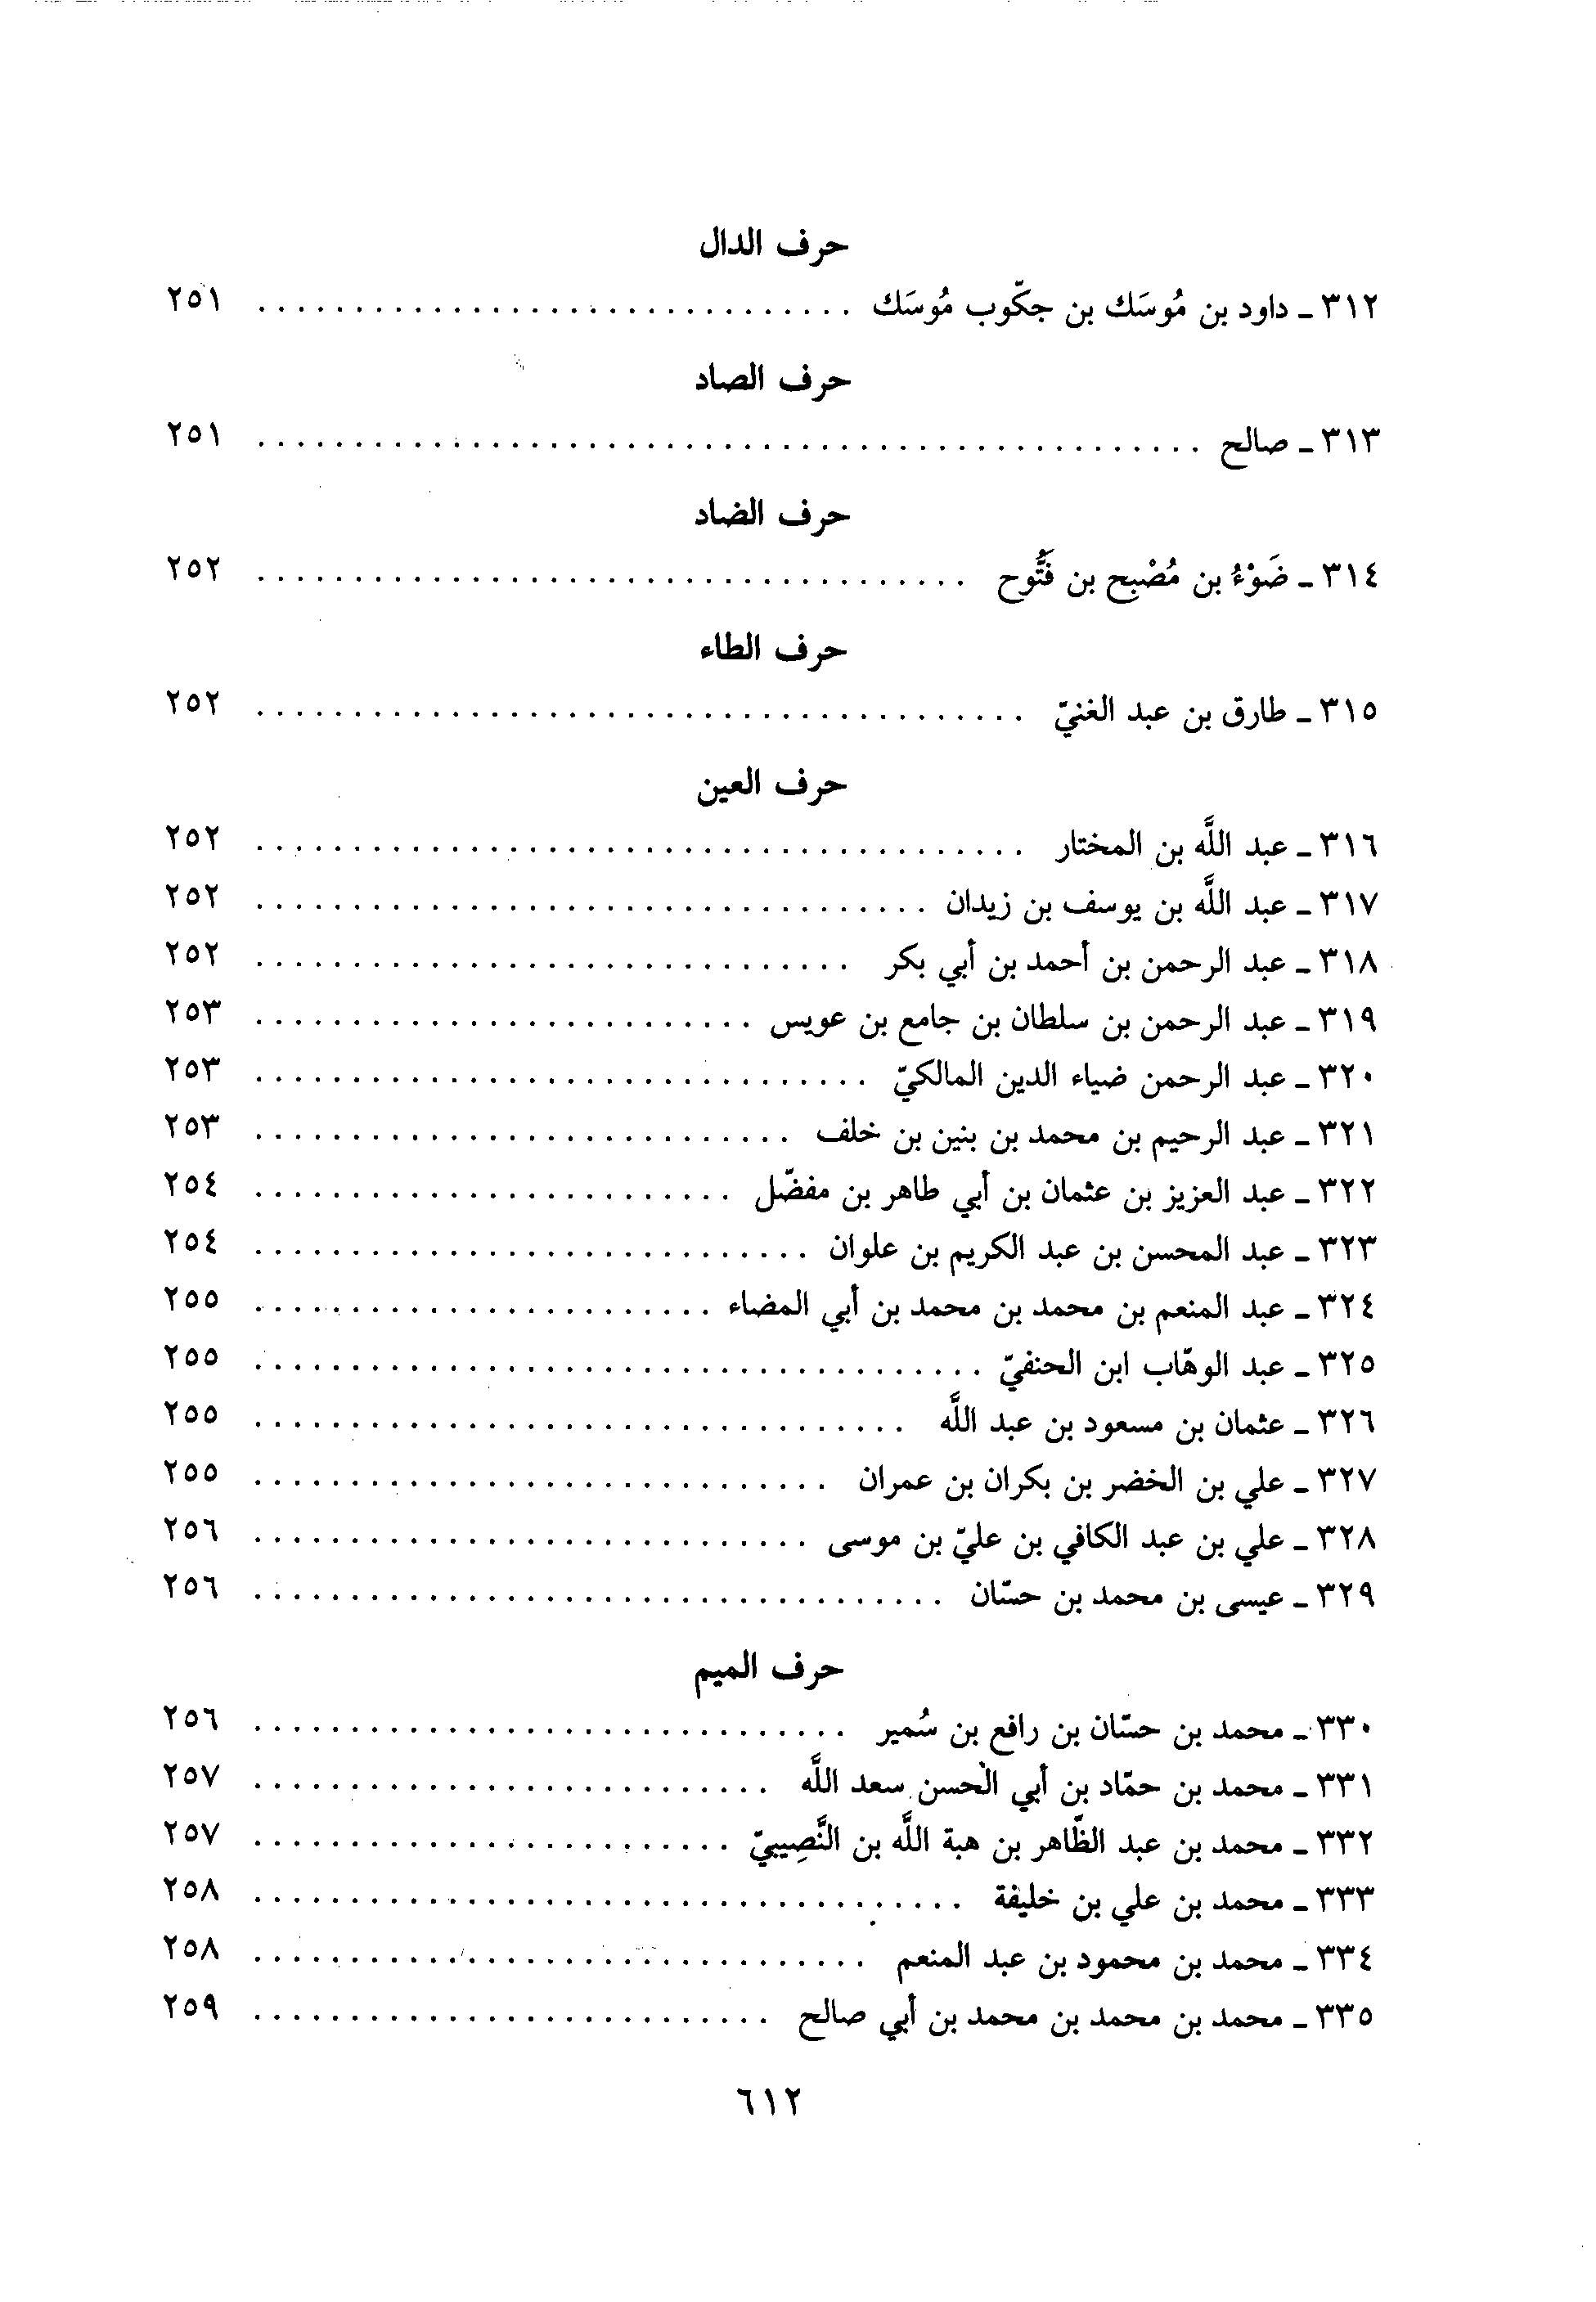 حرف الدال
٣١٢ ـ داود بن مُوسَك بن جكّوب مُوسَك . . . . . . . . . . . . . . . . . . . . . . . . . . . . . . . ٢٥١
حرف الصاد
٣١٣ ـ صالح . . . . . . . . . . . . . . . . . . . . . . . . . . . . . . . . . . . . . . . . . . . . . . . . . ٢٥١
حرف الضاد
٣١٤ ـ ضَوْءُ بن مُصْبح بن فَتُّوح . . . . . . . . . . . . . . . . . . . . . . . . . . . . . . . . . . . . . ٢٥٢
حرف الطاء
٣١٥ ـ طارق بن عبد الغنيّ . . . . . . . . . . . . . . . . . . . . . . . . . . . . . . . . . . . . . . . . ٢٥٢
حرف العين
٣١٦ ـ عبد اللَّه بن المختار . . . . . . . . . . . . . . . . . . . . . . . . . . . . . . . . . . . . . . . . ٢٥٢
٣١٧ ـ عبد اللَّه بن يوسف بن زيدان . . . . . . . . . . . . . . . . . . . . . . . . . . . . . . . . . . . ٢٥٢
٣١٨ ـ عبد الرحمن بن أحمد بن أبي بكر . . . . . . . . . . . . . . . . . . . . . . . . . . . . . . . ٢٥٢
٣١٩ ـ عبد الرحمن بن سلطان بن جامع بن عويس . . . . . . . . . . . . . . . . . . . . . . . . . . ٢٥٣
٣٢٠ ـ عبد الرحمن ضياء الدين المالكيّ . . . . . . . . . . . . . . . . . . . . . . . . . . . . . . . . ٢٥٣
٣٢١ ـ عبد الرحيم بن محمد بن بنين بن خلف . . . . . . . . . . . . . . . . . . . . . . . . . . . . ٢٥٣
٣٢٢ ـ عبد العزيز بن عثمان بن أبي طاهر بن مفضّل . . . . . . . . . . . . . . . . . . . . . . . . . ٢٥٤
٣٢٣ ـ عبد المحسن بن عبد الكريم بن علوان . . . . . . . . . . . . . . . . . . . . . . . . . . . . . ٢٥٤
٣٢٤ ـ عبد المنعم بن محمد بن محمد بن أبي المضاء . . . . . . . . . . . . . . . . . . . . . . . . ٢٥٥
٣٢٥ ـ عبد الوهّاب ابن الحنفيّ . . . . . . . . . . . . . . . . . . . . . . . . . . . . . . . . . . . . . . ٢٥٥
٣٢٦ ـ عثمان بن مسعود بن عبد اللَّه . . . . . . . . . . . . . . . . . . . . . . . . . . . . . . . . . . ٢٥٥
٣٢٧ ـ علي بن الخضر بن بكران بن عمران . . . . . . . . . . . . . . . . . . . . . . . . . . . . . . ٢٥٥
٣٢٨ ـ علي بن عبد الكافي بن عليّ بن موسى . . . . . . . . . . . . . . . . . . . . . . . . . . . . . ٢٥٦
٣٢٩ ـ عيسى بن محمد بن حسّان . . . . . . . . . . . . . . . . . . . . . . . . . . . . . . . . . . . . ٢٥٦
حرف الميم
٣٣٠ ـ محمد بن حسّان بن رافع بن سُمير . . . . . . . . . . . . . . . . . . . . . . . . . . . . . . . ٢٥٦
٣٣١ ـ محمد بن حمّاد بن أبي الحسن سعد اللَّه . . . . . . . . . . . . . . . . . . . . . . . . . . . ٢٥٧
٣٣٢ ـ محمد بن عبد الظّاهر بن هبة اللَّه بن النَّصِيبيّ . . . . . . . . . . . . . . . . . . . . . . . . . ٢٥٧
٣٣٣ ـ محمد بن علي بن خليفة . . . . . . . . . . . . . . . . . . . . . . . . . . . . . . . . . . . . . ٢٥٨
٣٣٤ ـ محمد بن محمود بن عبد المنعم . . . . . . . . . . . . . . . . . . . . . . . . . . . . . . . . ٢٥٨
٣٣٥ ـ محمد بن محمد بن محمد بن أبي صالح . . . . . . . . . . . . . . . . . . . . . . . . . . . ٢٥٩
٦١٢